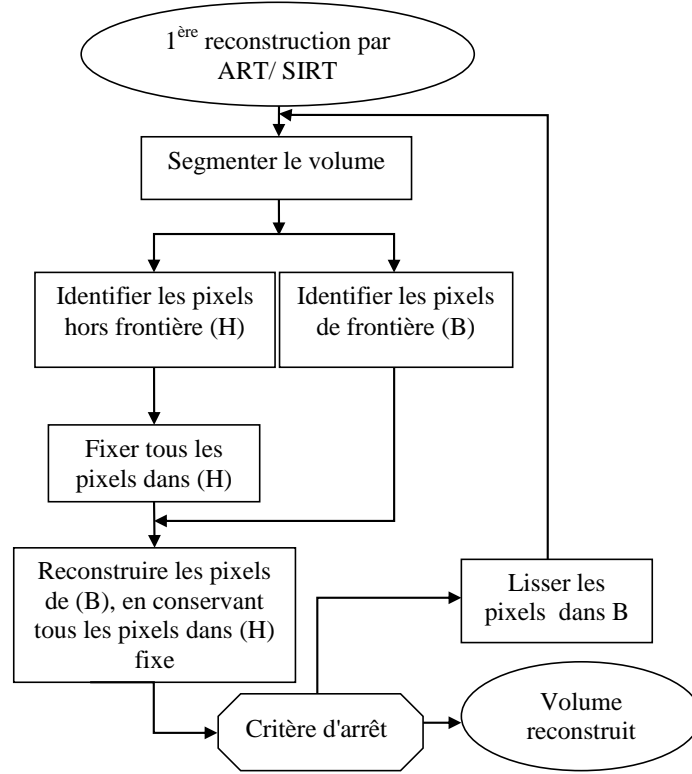 1ère reconstruction par
ART/ SIRT
Segmenter le volume
Identifier les pixels
hors frontière (H)
Identifier les pixels
de frontière (B)
Fixer tous les
pixels dans (H)
Reconstruire les pixels
de (B), en conservant
tous les pixels dans (H)
fixe
Lisser les
pixels dans B
Critère d'arrêt
Volume
reconstruit